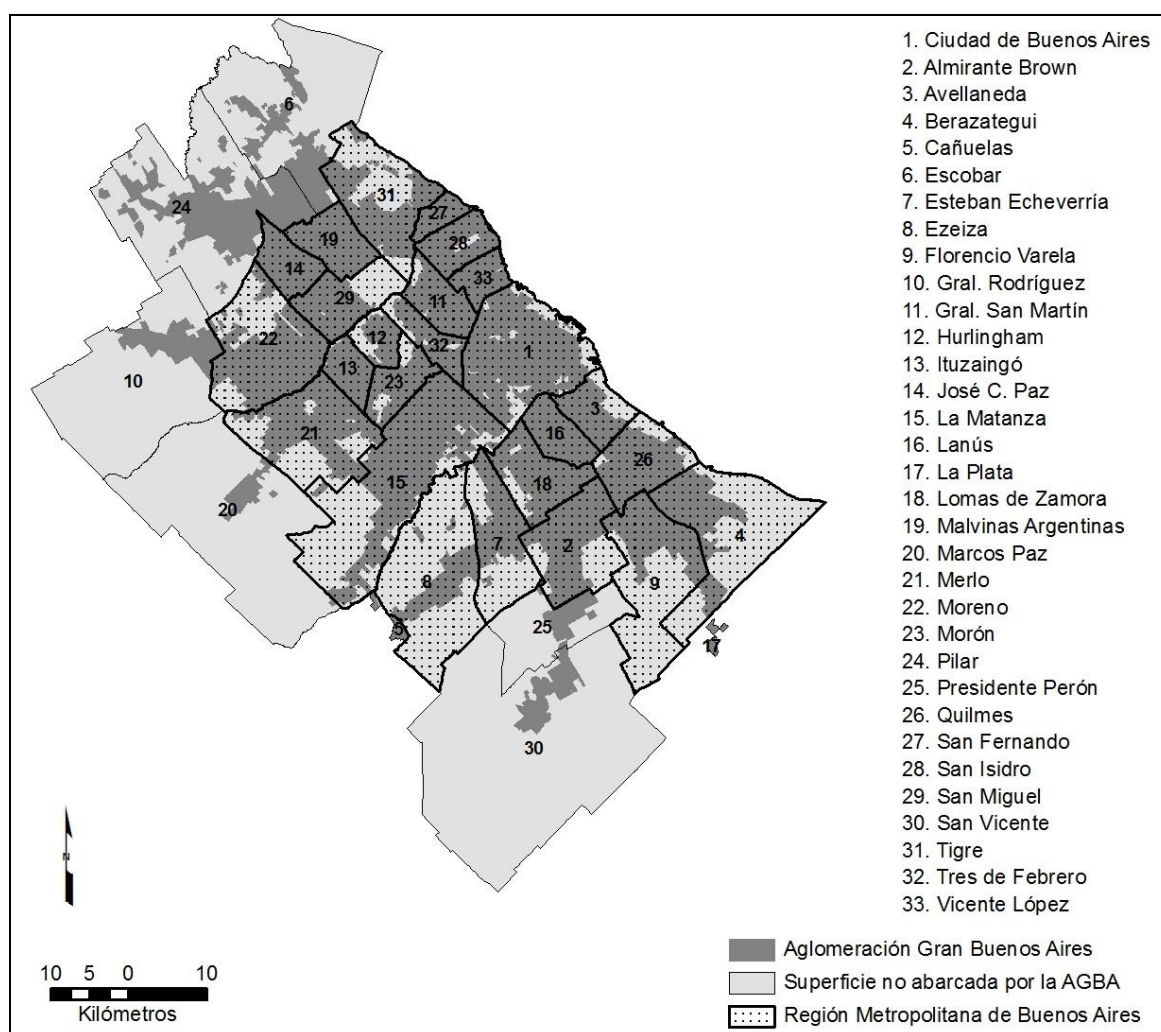 1. Ciudad de Buenos Aires
2. Almirante Brown
3. Avellaneda
4. Berazategui
5. Cañuelas
6. Escobar
7. Esteban Echeverría
8. Ezeiza
9. Florencio Varela
10. Gral. Rodríguez
11. Gral. San Martín
12. Hurlingham
13. Ituzaingó
14. José C. Paz
15. La Matanza
16. Lanús
17. La Plata
18. Lomas de Zamora
19. Malvinas Argentinas
20. Marcos Paz
21. Merlo
22. Moreno
23. Morón
24. Pilar
25. Presidente Perón
26. Quilmes
27. San Fernando
28. San Isidro
29. San Miguel
30. San Vicente
31. Tigre
32. Tres de Febrero
33. Vicente López
Aglomeración Gran Buenos Aires
Superficie no abarcada por la AGBA
Región Metropolitana de Buenos Aires
6
31
24
27
19
28
14
33
29
11
22
12
32
1
10
13
23
3
21
16
26
15
18
20
4
7
2
8
9
5
25
17
30
N
10 5 0 10
Kilómetros